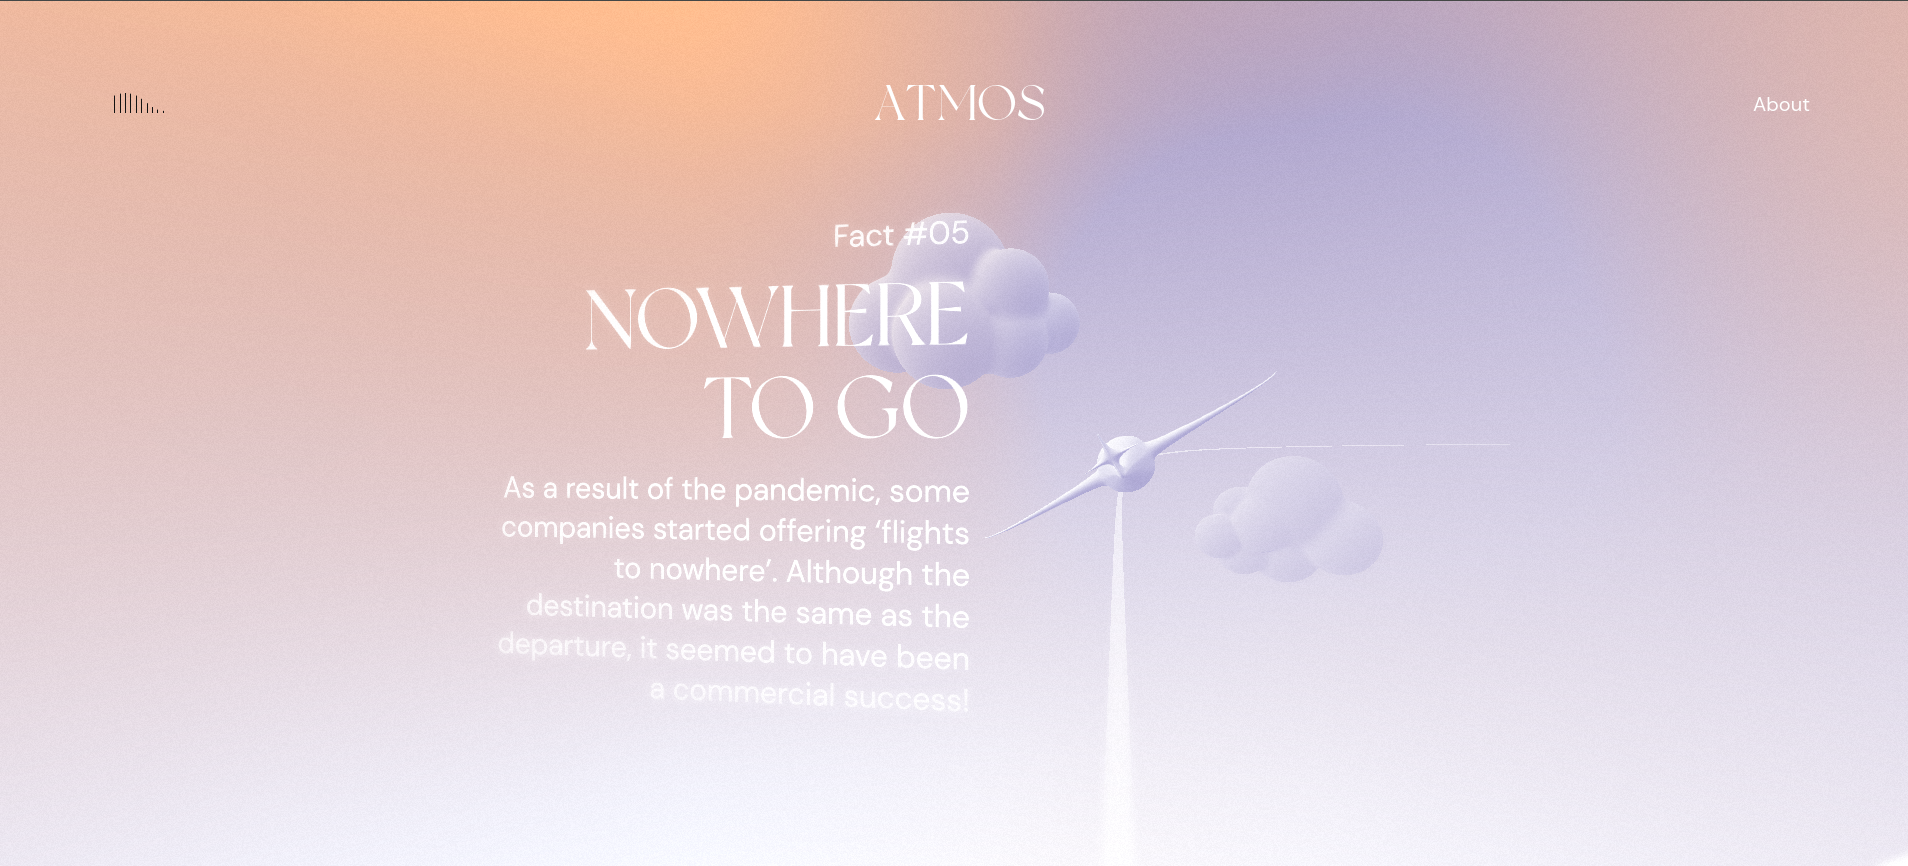 ATMOS
About
Fact #05
NOWHERE
TO GO
As a result of the pandemic, some
companies started offering ‘flights
to nowhere’. Although the
destination was the same as the
departure, it seemed to have been
a commercial success!